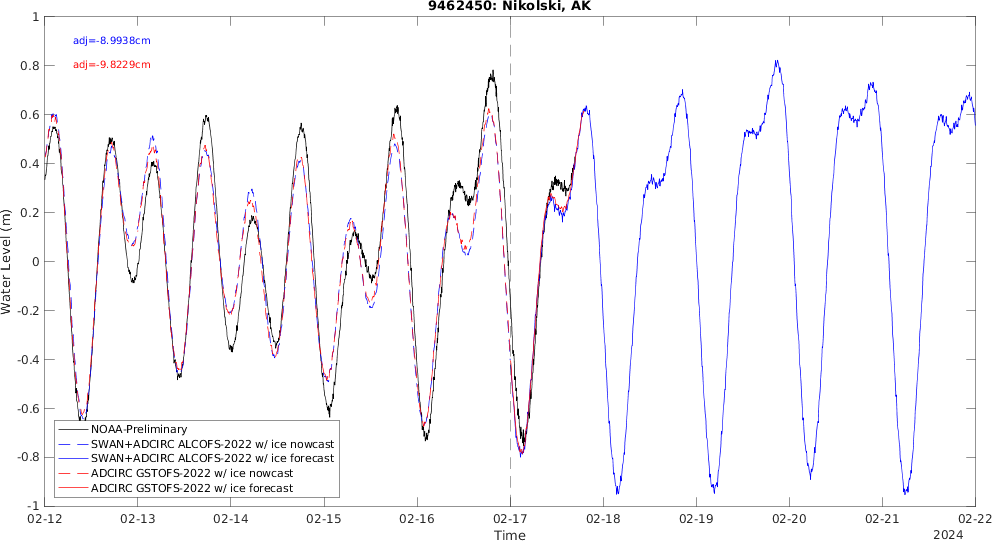 9462450: Nikolski, AK
adj=-8.9938cm
adj=-9.8229cm
Water Level (m)
1
0.8
0.6
0.4
0.2
0
-0.2
-0.4
-0.6
-0.8
-1
NOAA-Preliminary
SWAN+ADCIRC ALCOFS-2022 w/ ice nowcast
SWAN+ADCIRC ALCOFS-2022 w/ ice forecast
ADCIRC GSTOFS-2022 w/ ice nowcast
ADCIRC GSTOFS-2022 w/ ice forecast
02-12 02-13 02-14 02-15 02-16 02-17 02-18 02-19 02-20 02-21 02-22
Time
2024